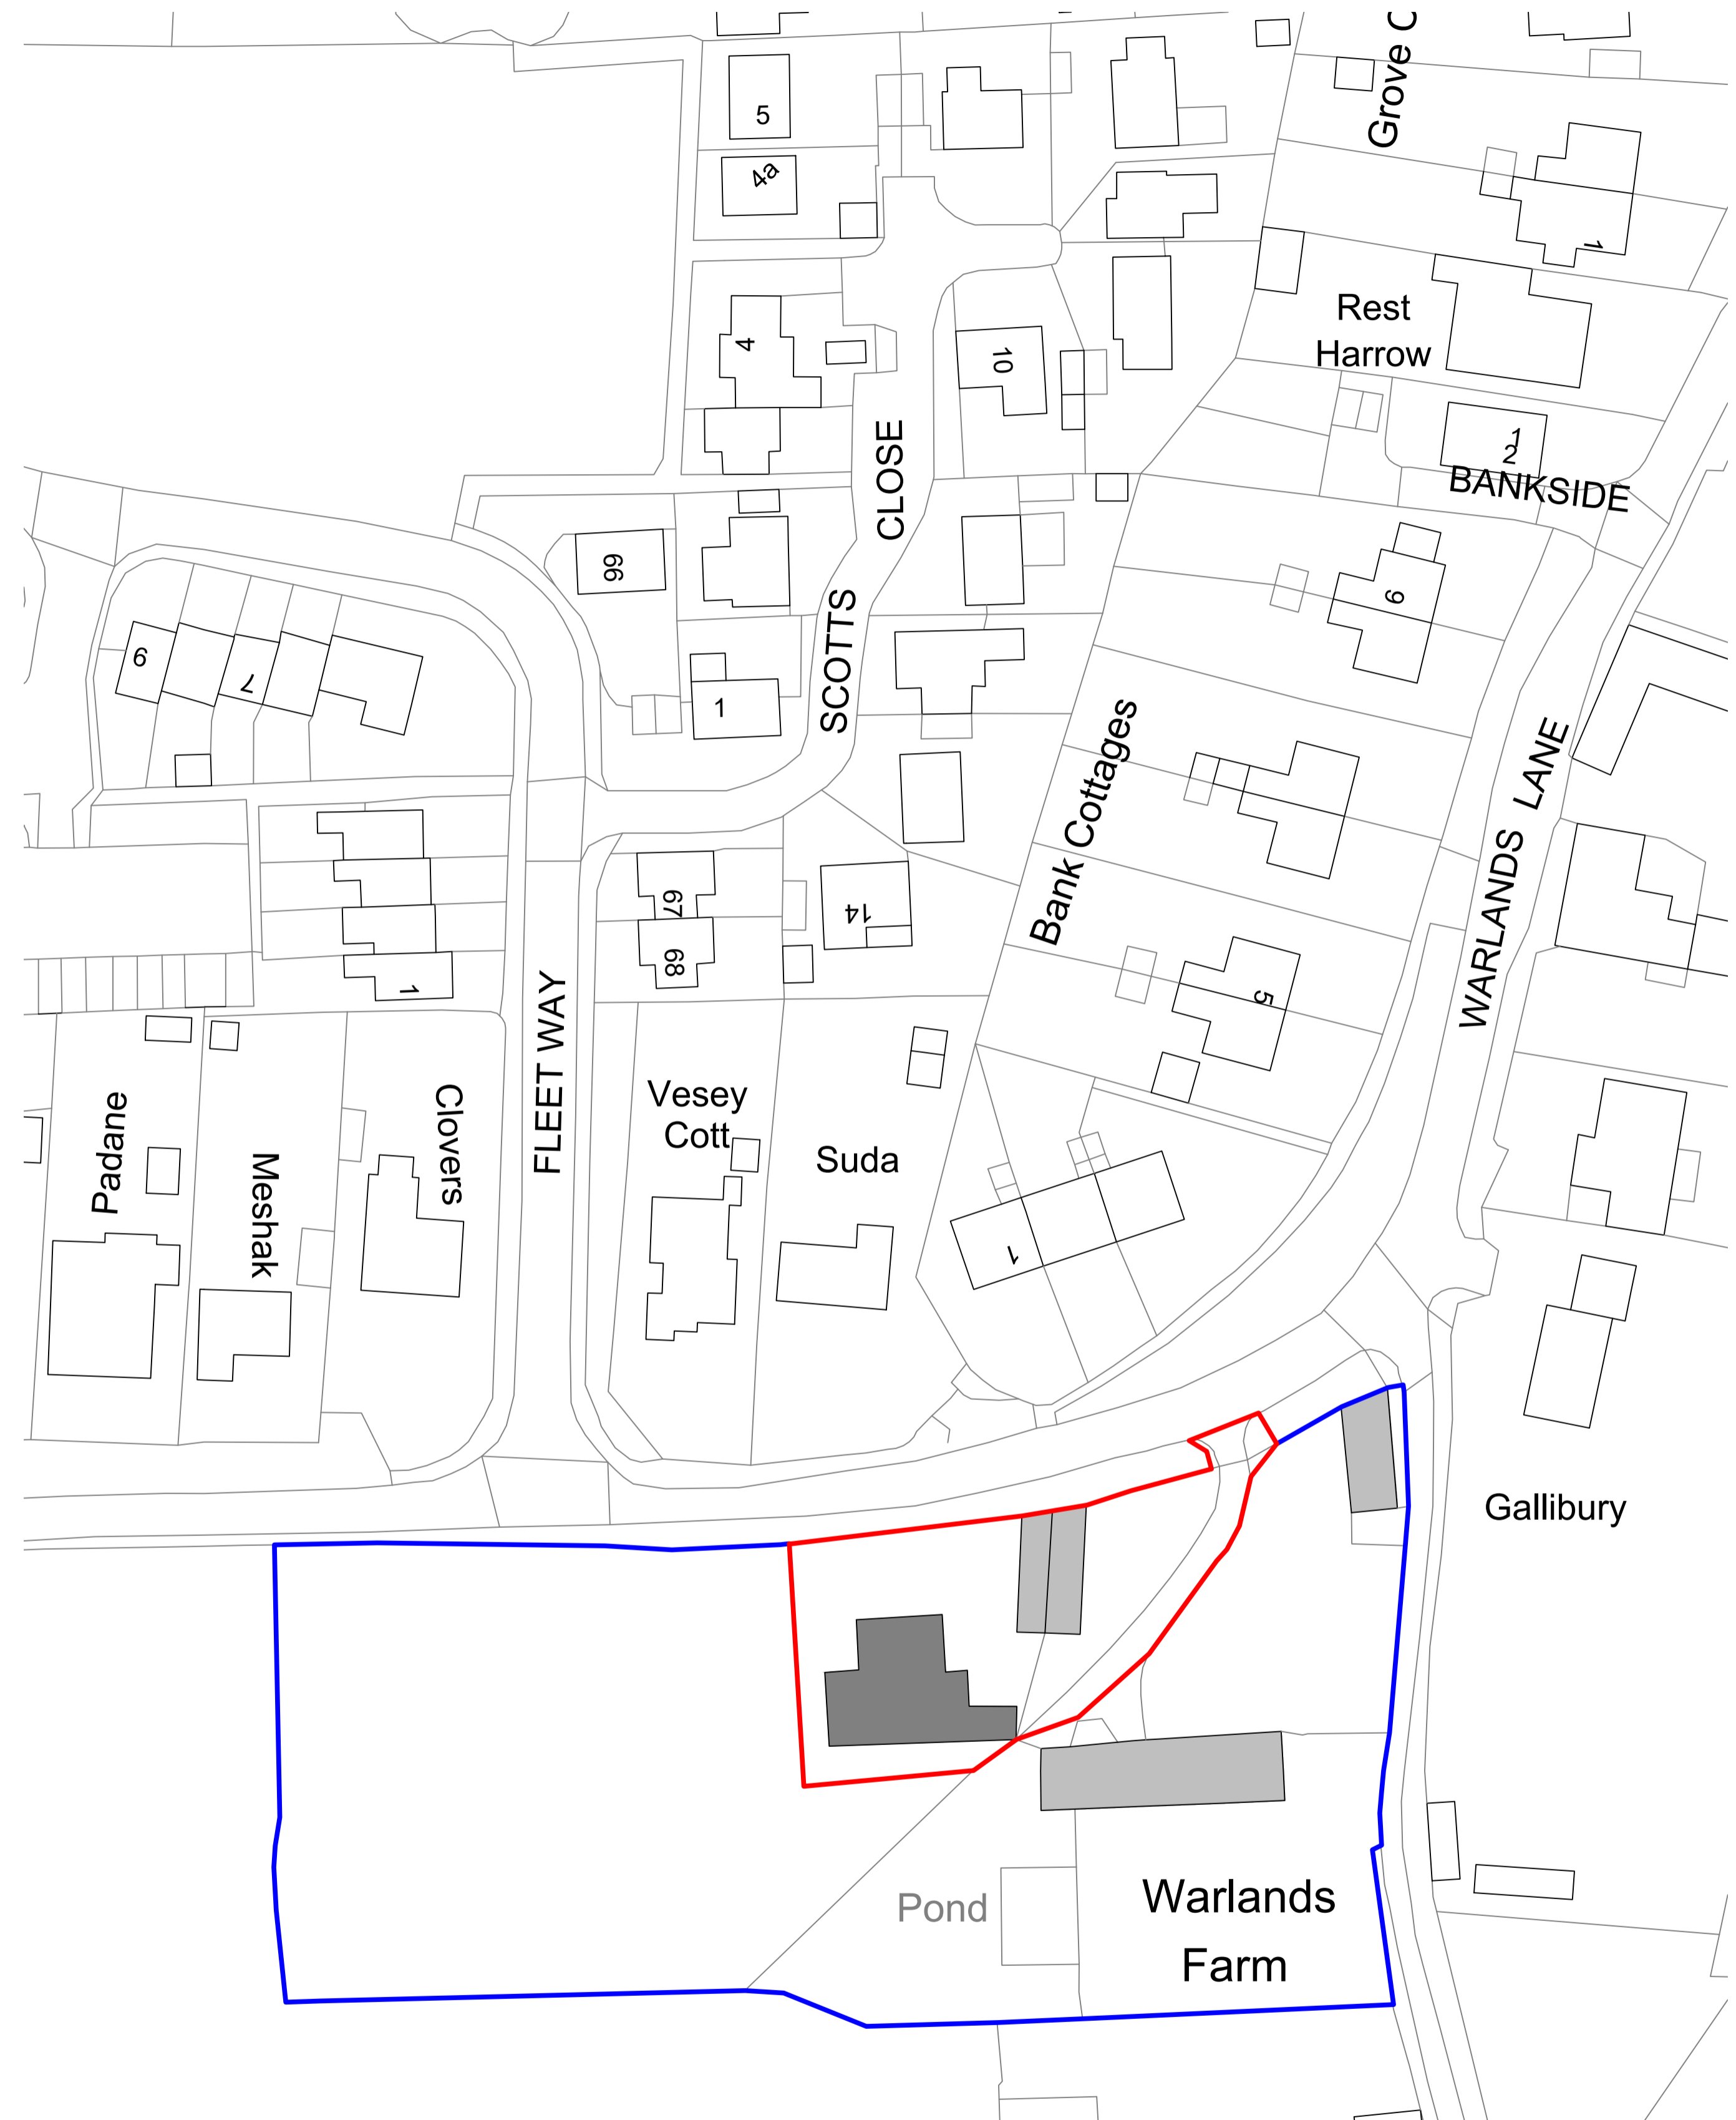 Grove C
5
4a
1
Rest
Harrow
4
10
1
2
BANKSIDE
CLOSE
66
9
SCOTTS
6
7
1
Bank Cottages
WARLANDS LANE
67
14
68
1
5
FLEET WAY
Padane
Meshak
Clovers
Vesey
Cott
Suda
1
Gallibury
Pond
Warlands
Farm